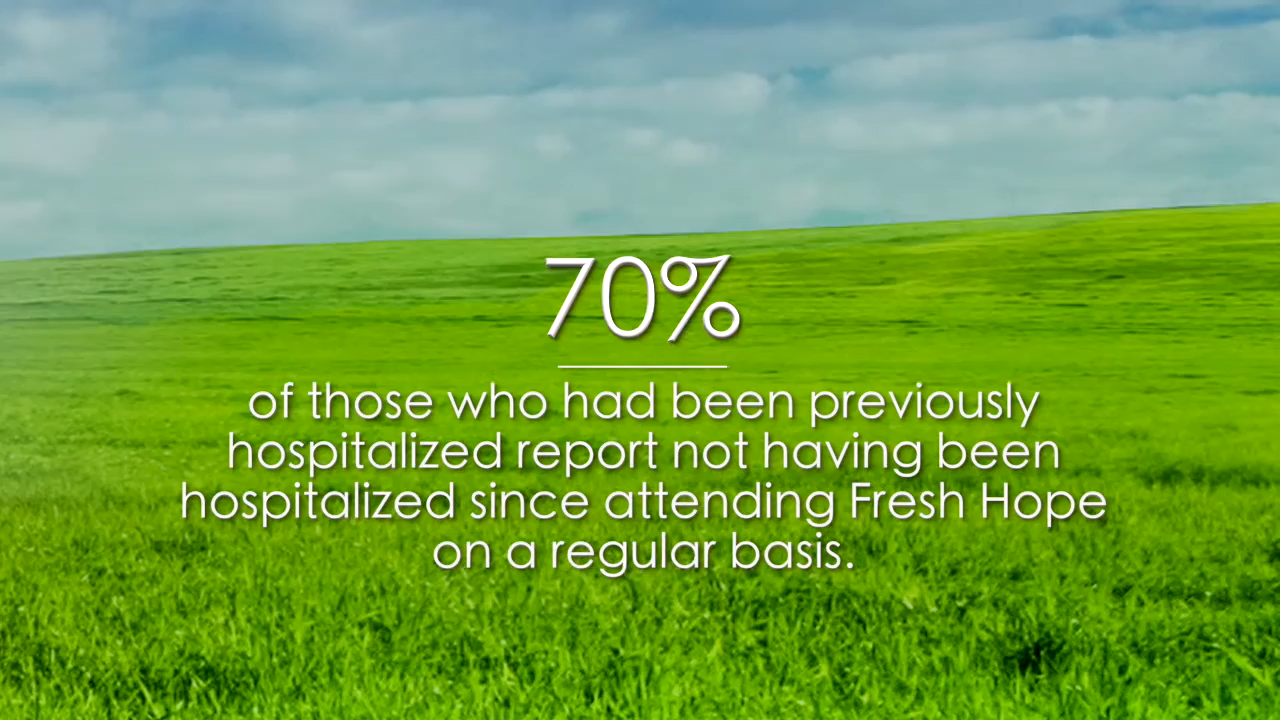 70%
of those who had been previously
hospitalized report not having been
hospitalized since attending Fresh Hope
on a regular basis.